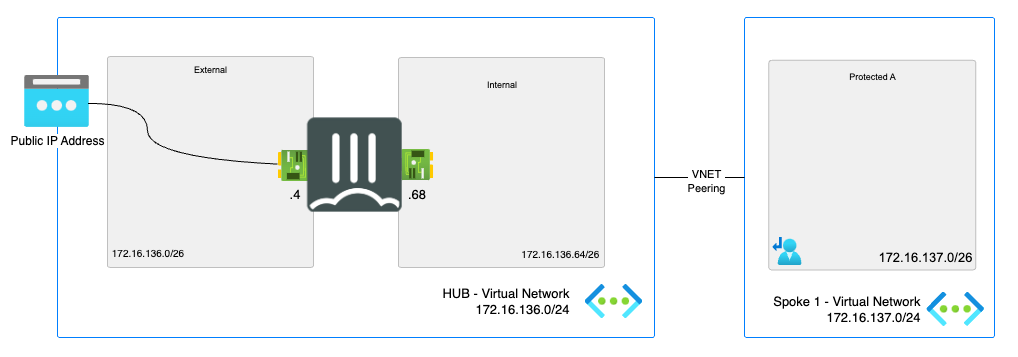 External
Internal
Public IP Address
.4
.68
172.16.136.0/26
172.16.136.64/26
HUB - Virtual Network
172.16.136.0/24
VNET
Peering
Protected A
172.16.137.0/26
Spoke 1 - Virtual Network
172.16.137.0/24